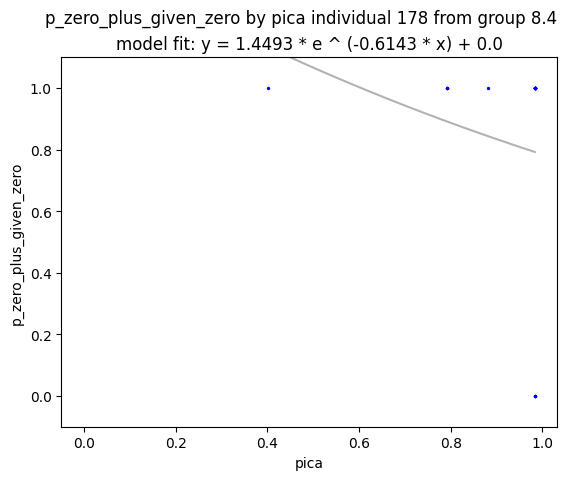 p_zero_plus_given_zero by pica individual 178 from group 8.4
model fit: y = 1.4493 * e ^ (-0.6143 * x) + 0.0
1.0
0.8
0.6
0.4
0.2
0.0
p_zero_plus_given_zero
0.0 0.2 0.4 0.6 0.8 1.0
pica